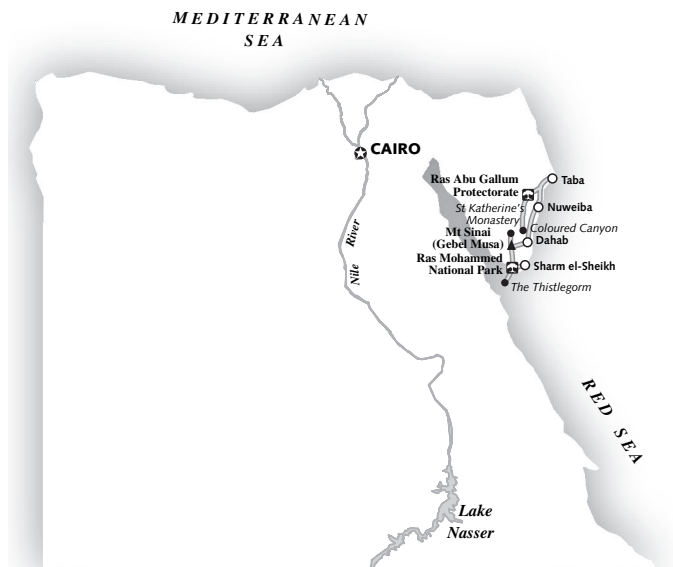 MEDITERRANEAN
SEA
CAIRO
Ras Abu Gallum
Protectorate
Taba
St Katherine's
Monastery
Nuweiba
Coloured Canyon
Mt Sinai
(Gebel Musa)
Dahab
Ras Mohammed
National Park
Sharm el-Sheikh
The Thistlegorm
Nile River
RED SEA
Lake
Nasser